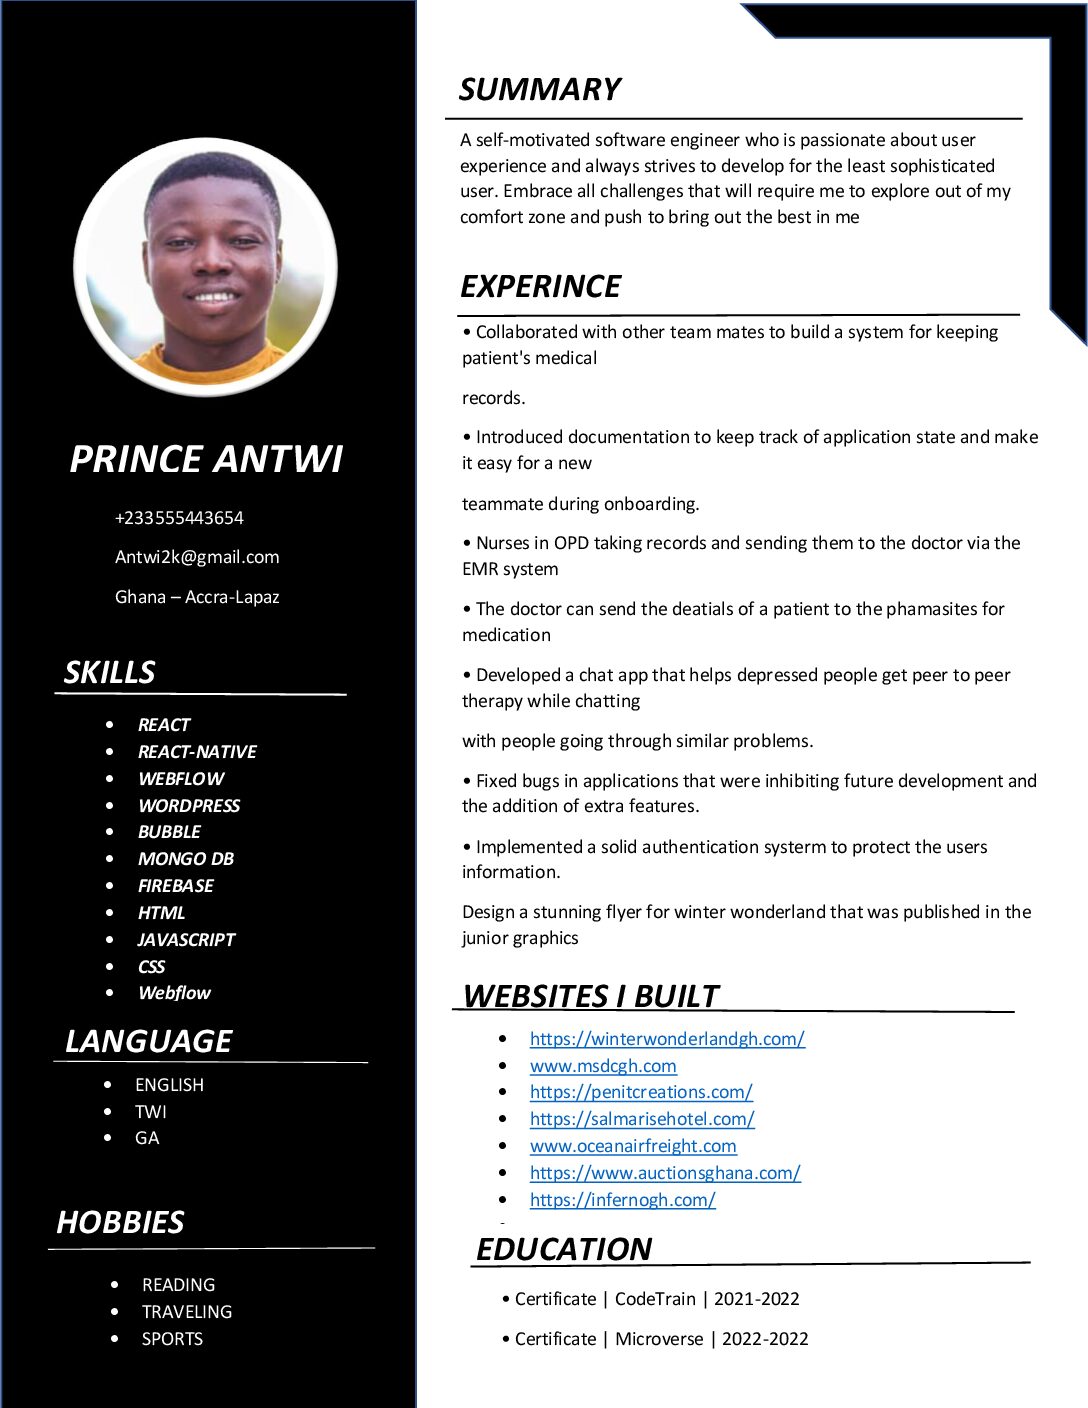 PRINCE ANTWI
+233555443654
Antwi2k@gmail.com
Ghana – Accra-Lapaz
SKILLS
• REACT
• REACT-NATIVE
• WEBFLOW
• WORDPRESS
• BUBBLE
• MONGO DB
• FIREBASE
• HTML
• JAVASCRIPT
• CSS
• Webflow
LANGUAGE
• ENGLISH
• TWI
• GA
HOBBIES
• READING
• TRAVELING
• SPORTS
SUMMARY
A self-motivated software engineer who is passionate about user
experience and always strives to develop for the least sophisticated
user. Embrace all challenges that will require me to explore out of my
comfort zone and push to bring out the best in me
EXPERINCE
• Collaborated with other team mates to build a system for keeping
patient's medical
records.
• Introduced documentation to keep track of application state and make
it easy for a new
teammate during onboarding.
• Nurses in OPD taking records and sending them to the doctor via the
EMR system
• The doctor can send the deatials of a patient to the phamasites for
medication
• Developed a chat app that helps depressed people get peer to peer
therapy while chatting
with people going through similar problems.
• Fixed bugs in applications that were inhibiting future development and
the addition of extra features.
• Implemented a solid authentication systerm to protect the users
information.
Design a stunning flyer for winter wonderland that was published in the
junior graphics
WEBSITES I BUILT
• https://winterwonderlandgh.com/
• www.msdcgh.com
• https://penitcreations.com/
• https://salmarisehotel.com/
• www.oceanairfreight.com
• https://www.auctionsghana.com/
• https://infernogh.com/
EDUCATION
• Certificate | CodeTrain | 2021-2022
• Certificate | Microverse | 2022-2022